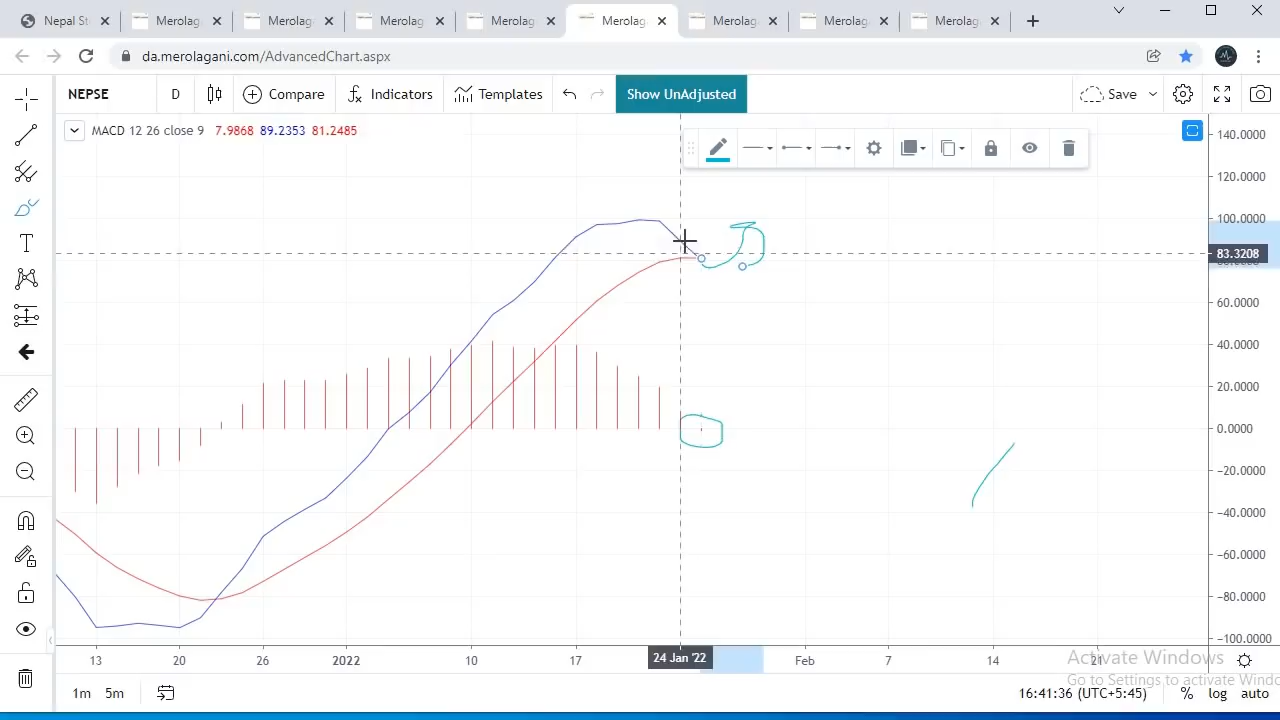 Nepal St Merolag Merolag Merolag Merolag Merolag Merolag Merolag Merolag
da.merolagani.com/AdvancedChart.aspx
NEPSE D Compare Indicators Templates Show UnAdjusted Save
MACD 12 26 close 9 7.9868 89.2353 81.2485
140.0000
120.0000
100.0000
83.3208
60.0000
40.0000
20.0000
0.0000
-20.0000
-40.0000
-60.0000
-80.0000
-100.0000
13 20 26 2022 10 17 24 Jan '22 Feb 7 14 21
Activate Windows
Go to Settings to activate Windo
1m 5m 16:41:36 (UTC+5:45) % log auto